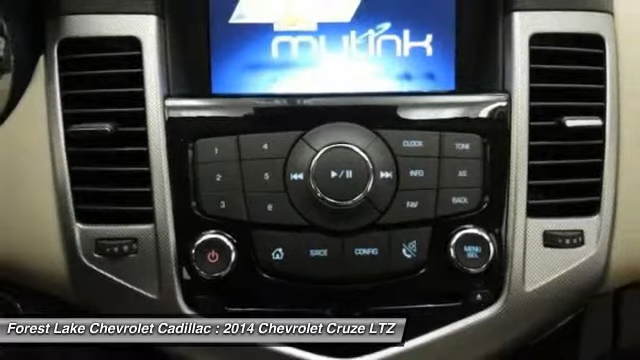 mylink
CLOCK
TONE
1
4
2
5
INFO
AS
3
6
FAV
BACK
SRCE
CONFIG
MENU
SEL
Forest Lake Chevrolet Cadillac : 2014 Chevrolet Cruze LTZ